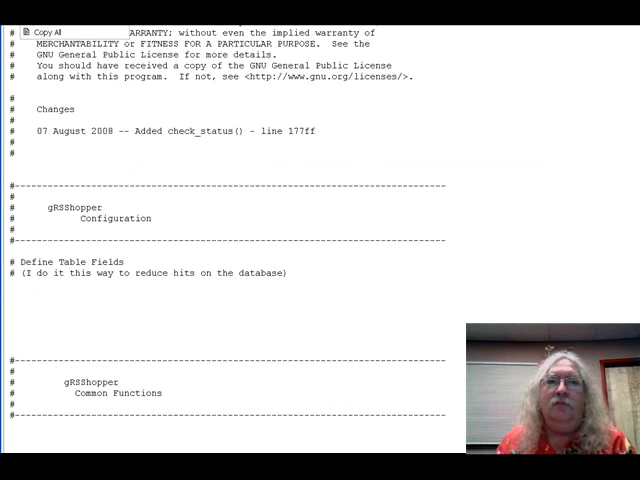 Copy All
# WARRANTY; without even the implied warranty of
# MERCHANTABILITY or FITNESS FOR A PARTICULAR PURPOSE. See the
# GNU General Public License for more details.
# You should have received a copy of the GNU General Public License
# along with this program. If not, see <http://www.gnu.org/licenses/>.
#
# Changes
#
# 07 August 2008 -- Added check_status() - line 177ff
#
#
#-------------------------------------------------------------------------------
#
# gRSShopper
# Configuration
#
#-------------------------------------------------------------------------------
# Define Table Fields
# (I do it this way to reduce hits on the database)
#-------------------------------------------------------------------------------
#
# gRSShopper
# Common Functions
#
#-------------------------------------------------------------------------------